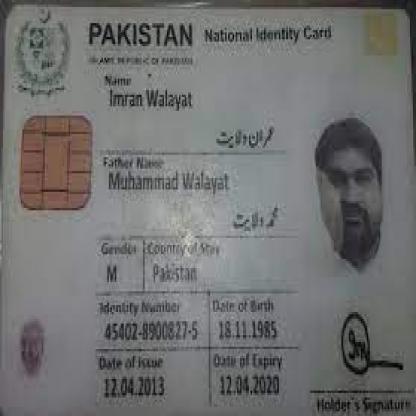 PAKISTAN National Identity Card
ISLAMIC REPUBLIC OF PAKISTAN
Name
Imran Walayat
عمران ولایت
Father Name
Muhammad Walayat
محمد ولایت
Gender Country of Stay
M Pakistan
Identity Number Date of Birth
45402-8900827-5 18.11.1985
Date of Issue Date of Expiry
12.04.2013 12.04.2020
Holder's Signature